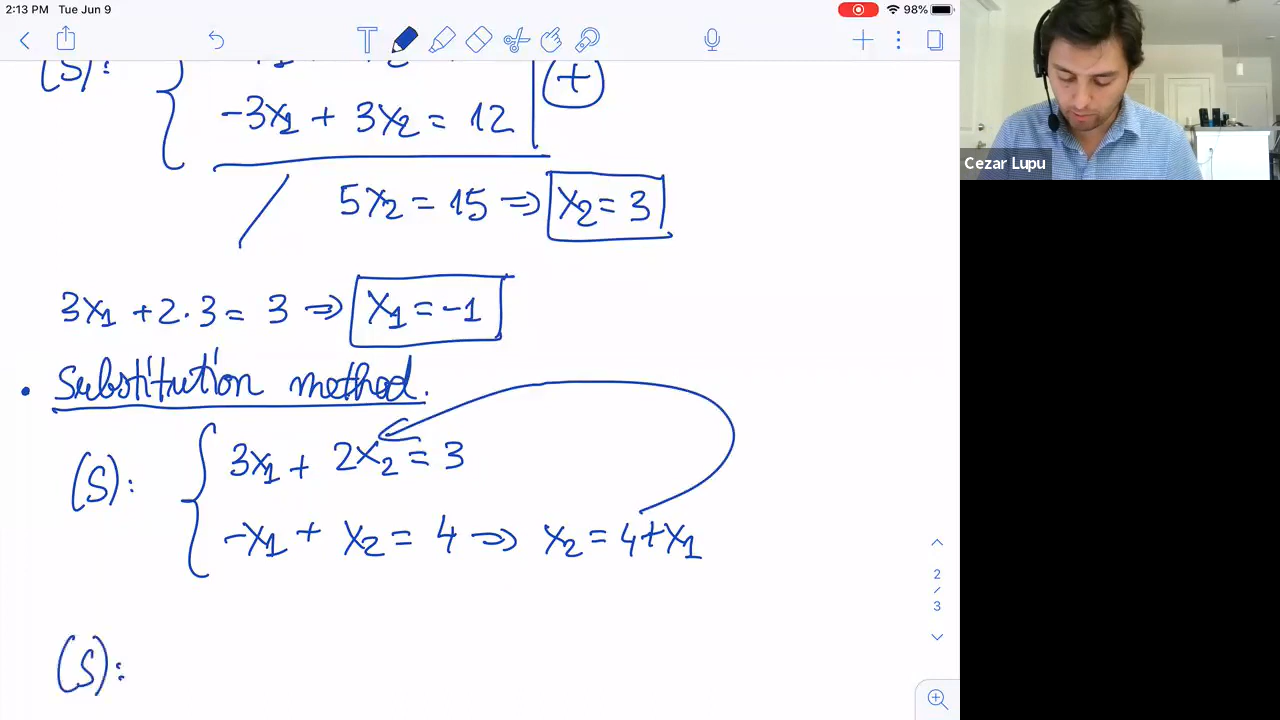 2:13 PM Tue Jun 9
98%
T
(S):
-3x₁ + 3x₂ = 12
+
5x₂ = 15 ⇒ x₂ = 3
3x₁ + 2·3 = 3 ⇒ x₁ = -1
• Substitution method.
(S): 3x₁ + 2x₂ = 3
-x₁ + x₂ = 4 ⇒ x₂ = 4+x₁
(S):
2
/
3
Cezar Lupu